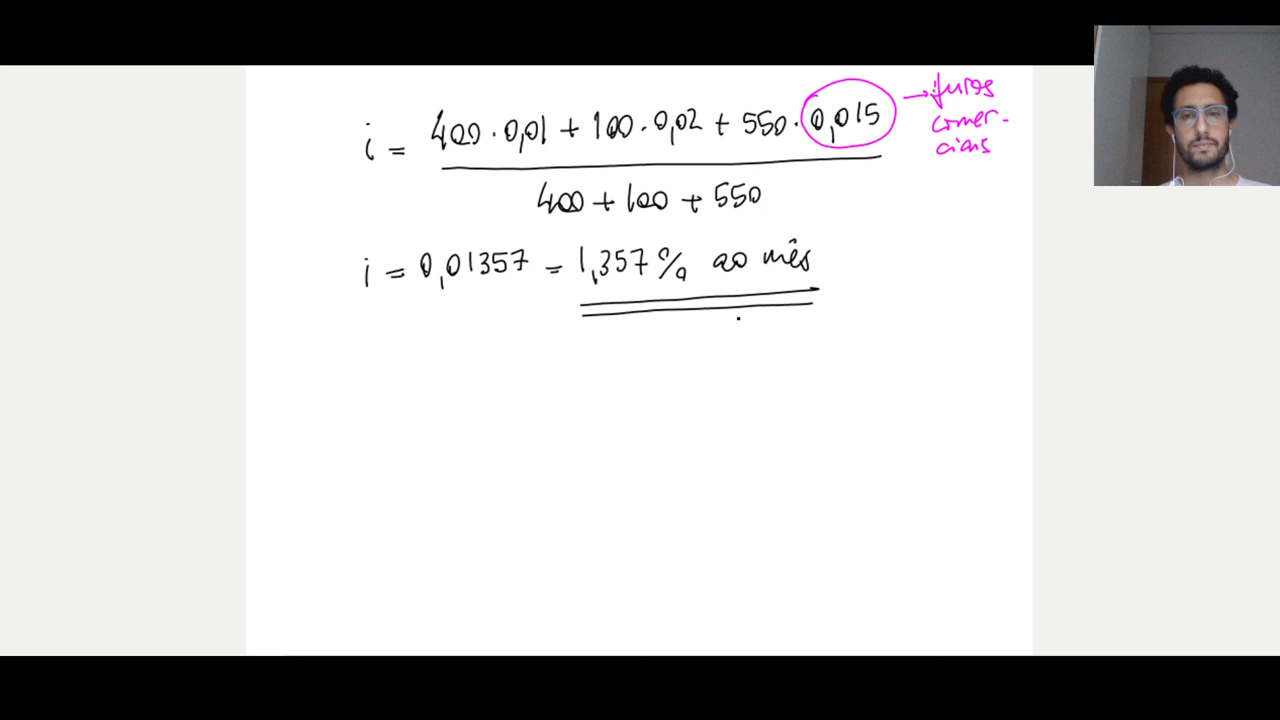 i = 400 · 0,01 + 100 · 0,02 + 550 · 0,015
400 + 100 + 550
→ juros
comer-
ciais
i = 0,01357 = 1,357 % ao mês